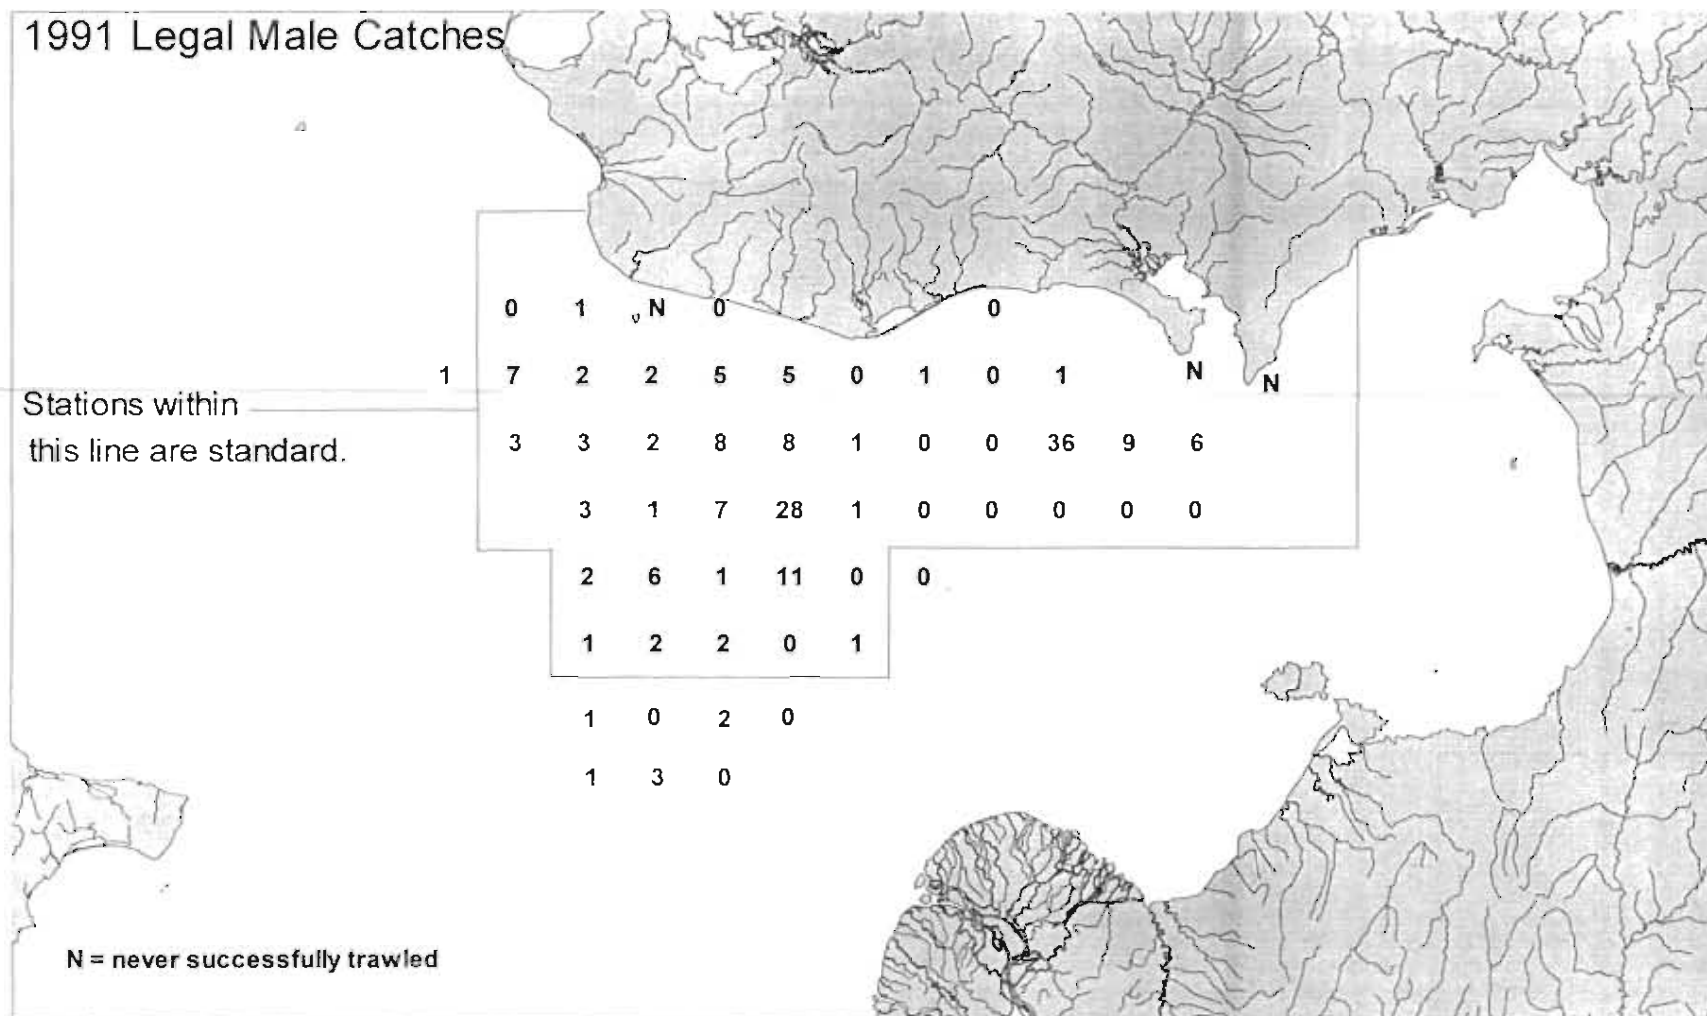 1991 Legal Male Catches
0 1 N 0 0
1 7 2 2 5 5 0 1 0 1 N N
Stations within
this line are standard.
3 3 2 8 8 1 0 0 36 9 6
3 1 7 28 1 0 0 0 0 0
2 6 1 11 0 0
1 2 2 0 1
1 0 2 0
1 3 0
N = never successfully trawled